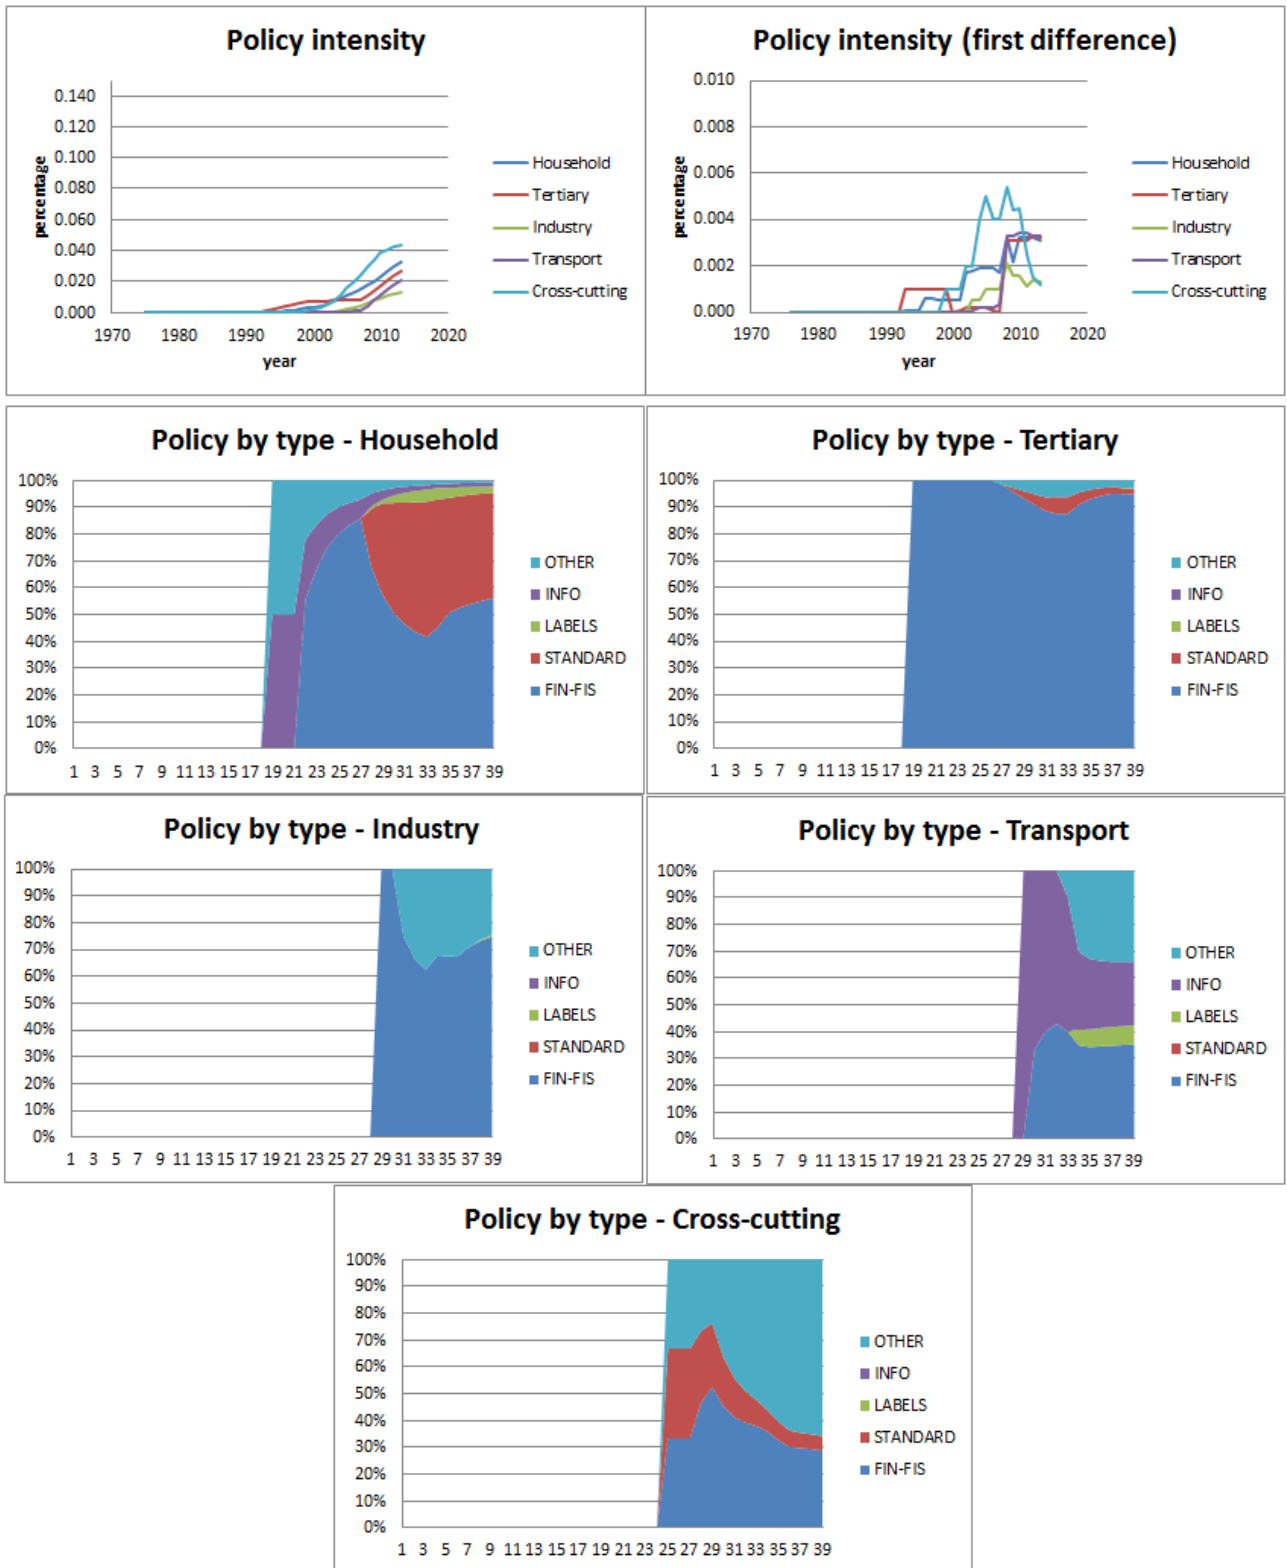 Policy intensity
0.140
0.120
0.100
0.080
0.060
0.040
0.020
0.000
percentage
1970 1980 1990 2000 2010 2020
year
Household
Tertiary
Industry
Transport
Cross-cutting
Policy intensity (first difference)
0.010
0.008
0.006
0.004
0.002
0.000
percentage
1970 1980 1990 2000 2010 2020
year
Household
Tertiary
Industry
Transport
Cross-cutting
Policy by type - Household
100%
90%
80%
70%
60%
50%
40%
30%
20%
10%
0%
1 3 5 7 9 11 13 15 17 19 21 23 25 27 29 31 33 35 37 39
OTHER
INFO
LABELS
STANDARD
FIN-FIS
Policy by type - Tertiary
100%
90%
80%
70%
60%
50%
40%
30%
20%
10%
0%
1 3 5 7 9 11 13 15 17 19 21 23 25 27 29 31 33 35 37 39
OTHER
INFO
LABELS
STANDARD
FIN-FIS
Policy by type - Industry
100%
90%
80%
70%
60%
50%
40%
30%
20%
10%
0%
1 3 5 7 9 11 13 15 17 19 21 23 25 27 29 31 33 35 37 39
OTHER
INFO
LABELS
STANDARD
FIN-FIS
Policy by type - Transport
100%
90%
80%
70%
60%
50%
40%
30%
20%
10%
0%
1 3 5 7 9 11 13 15 17 19 21 23 25 27 29 31 33 35 37 39
OTHER
INFO
LABELS
STANDARD
FIN-FIS
Policy by type - Cross-cutting
100%
90%
80%
70%
60%
50%
40%
30%
20%
10%
0%
1 3 5 7 9 11 13 15 17 19 21 23 25 27 29 31 33 35 37 39
OTHER
INFO
LABELS
STANDARD
FIN-FIS